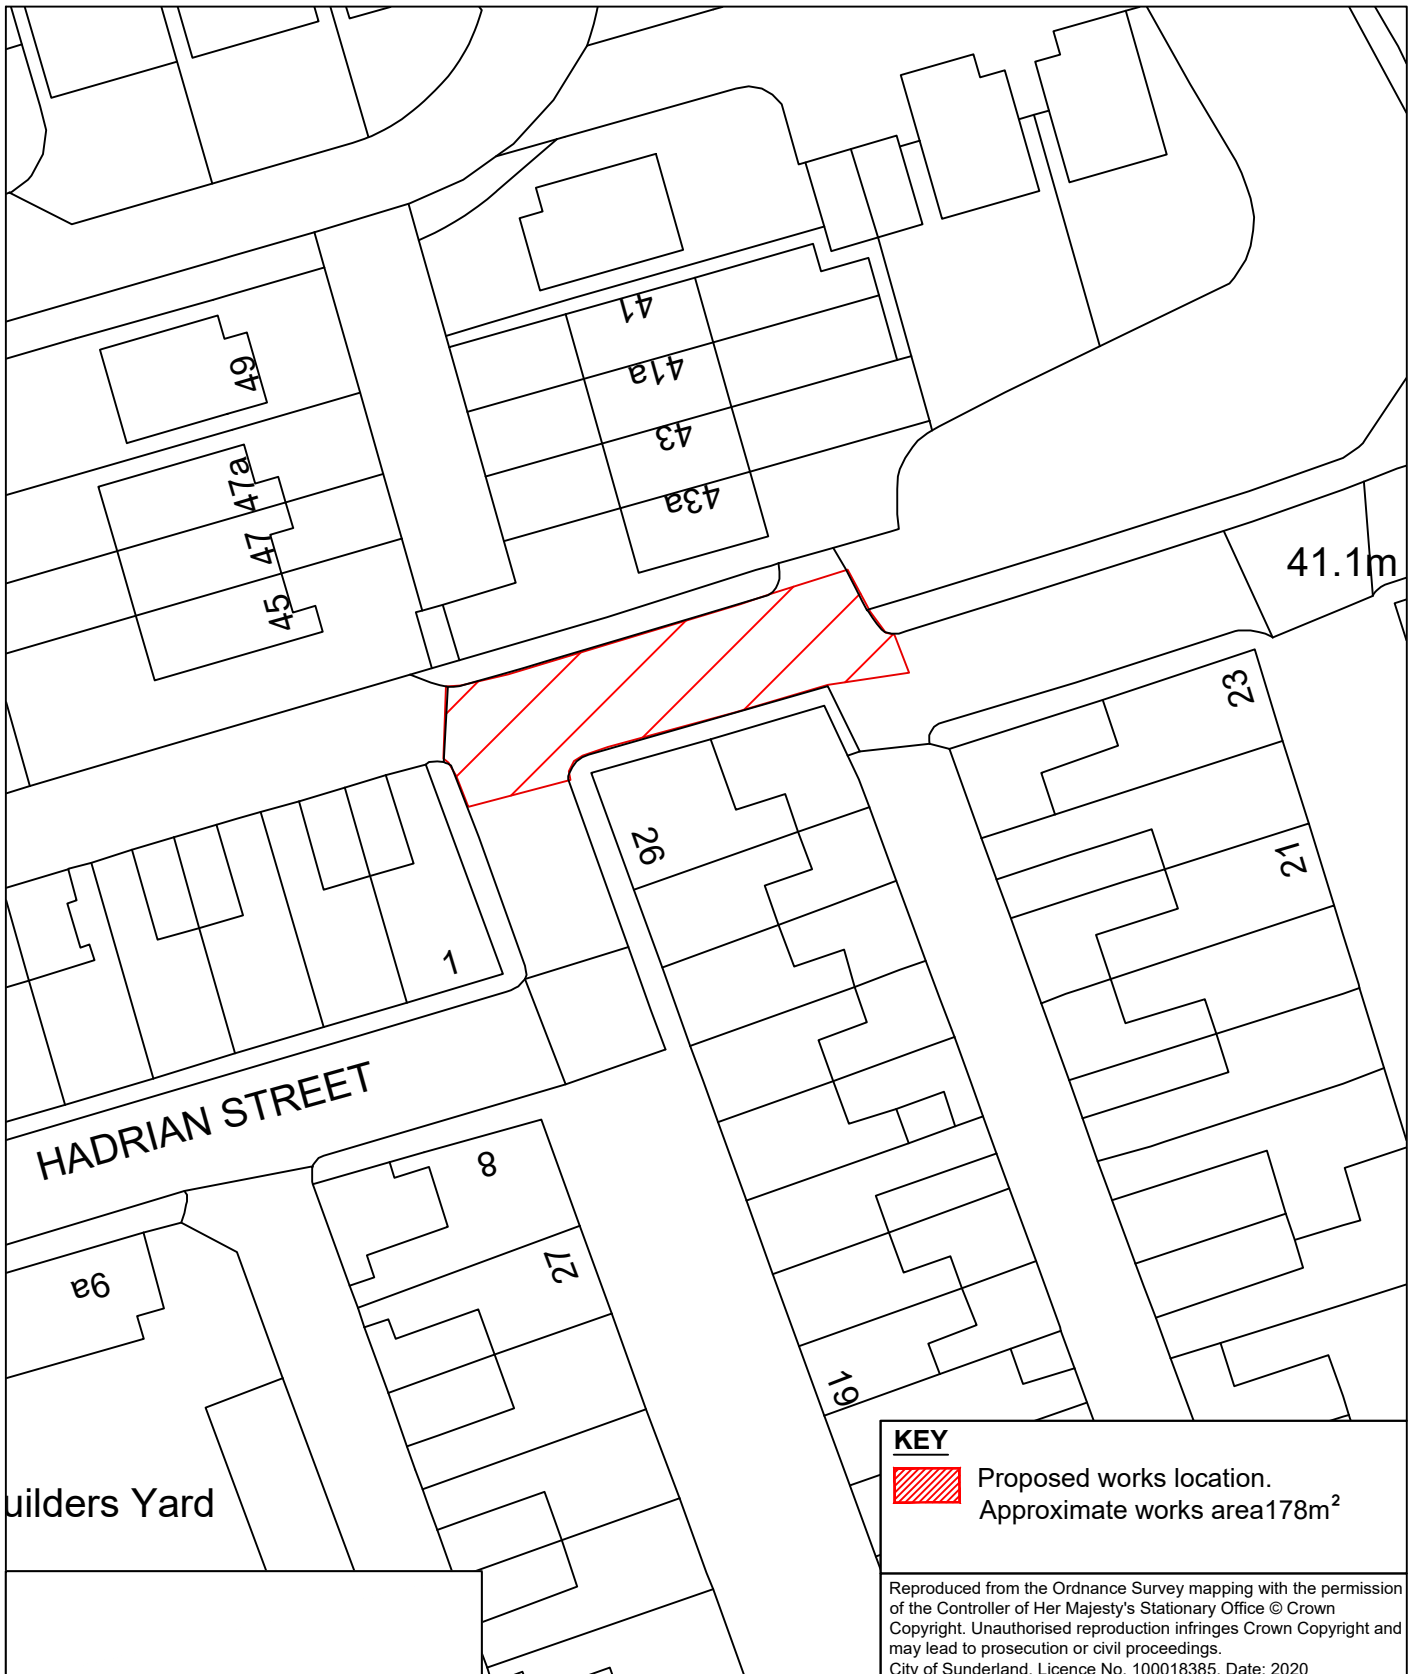 41
41a
43
43a
49
47a
47
45
41.1m
23
21
26
1
HADRIAN STREET
8
27
9a
19
uilders Yard
KEY
Proposed works location.
Approximate works area178m²
Reproduced from the Ordnance Survey mapping with the permission
of the Controller of Her Majesty's Stationary Office © Crown
Copyright. Unauthorised reproduction infringes Crown Copyright and
may lead to prosecution or civil proceedings.
City of Sunderland. Licence No. 100018385. Date: 2020